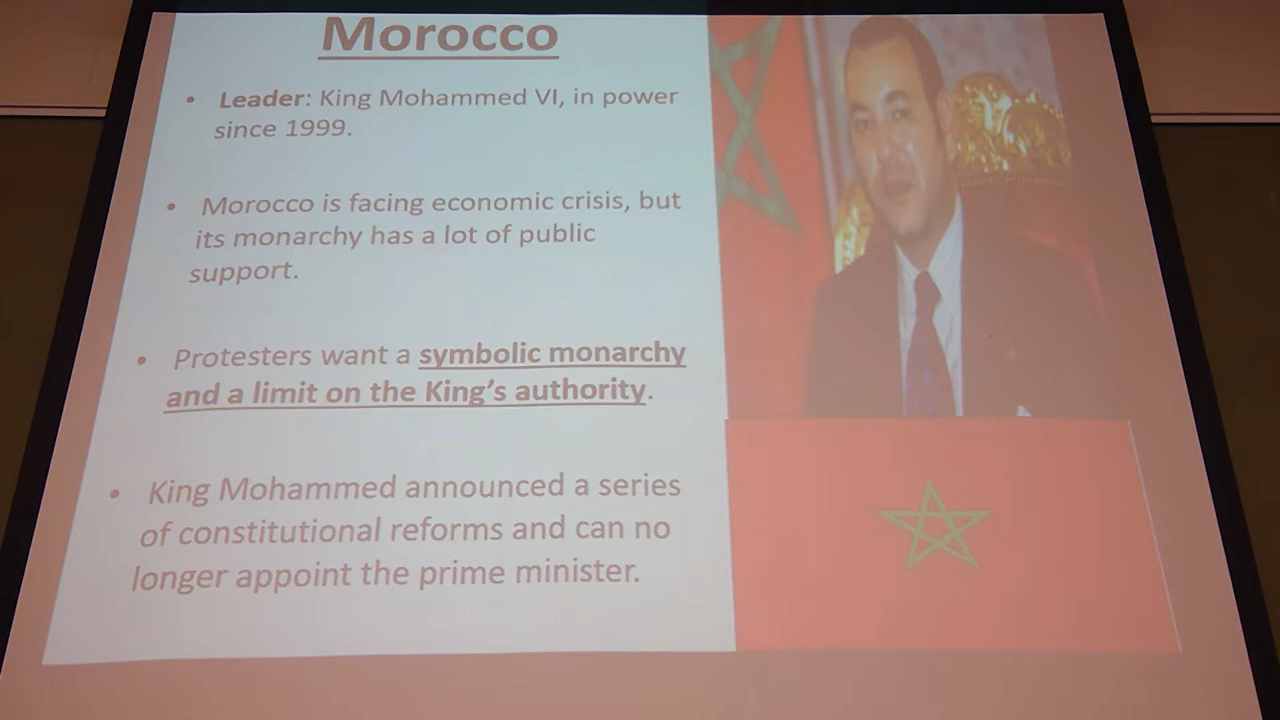 Morocco
• Leader: King Mohammed VI, in power
since 1999.
• Morocco is facing economic crisis, but
its monarchy has a lot of public
support.
• Protesters want a symbolic monarchy
and a limit on the King's authority.
• King Mohammed announced a series
of constitutional reforms and can no
longer appoint the prime minister.